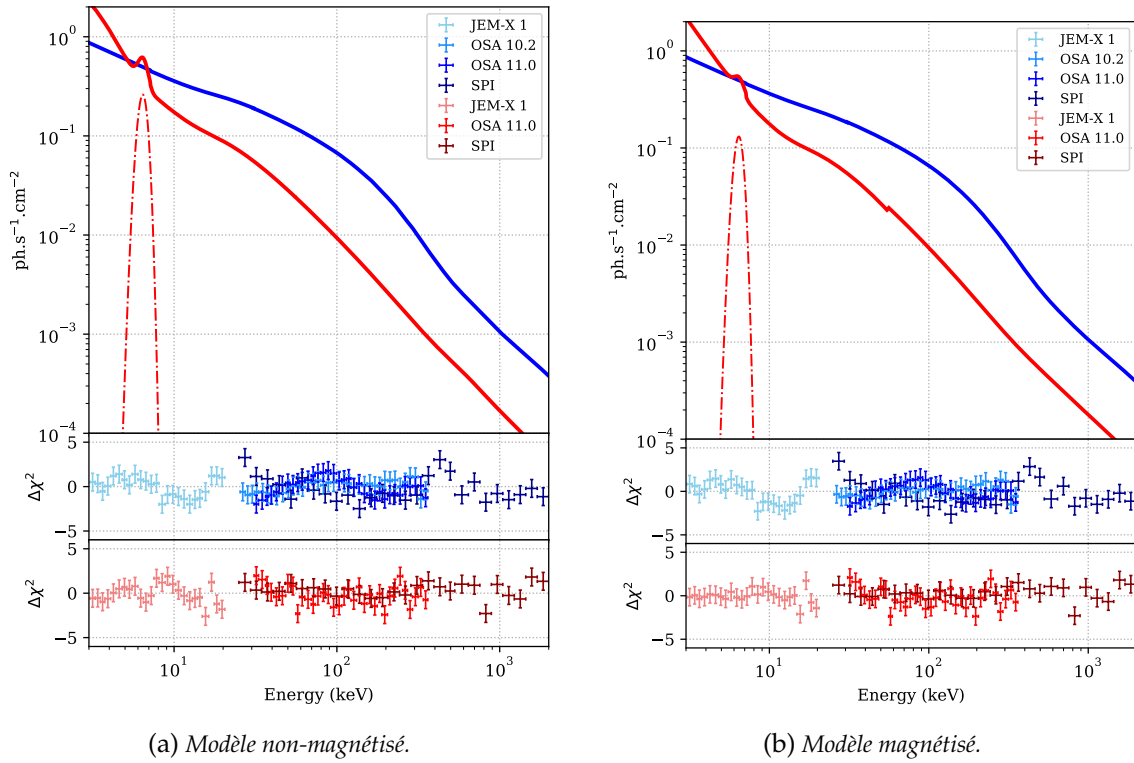 10⁰
10⁻¹
10⁻²
10⁻³
10⁻⁴
ph.s⁻¹.cm⁻²
JEM-X 1
OSA 10.2
OSA 11.0
SPI
JEM-X 1
OSA 11.0
SPI
5
0
−5
Δχ²
5
0
−5
Δχ²
10¹
10²
10³
Energy (keV)
(a) Modèle non-magnétisé.
10⁰
10⁻¹
10⁻²
10⁻³
10⁻⁴
ph.s⁻¹.cm⁻²
JEM-X 1
OSA 10.2
OSA 11.0
SPI
JEM-X 1
OSA 11.0
SPI
5
0
−5
Δχ²
5
0
−5
Δχ²
10¹
10²
10³
Energy (keV)
(b) Modèle magnétisé.